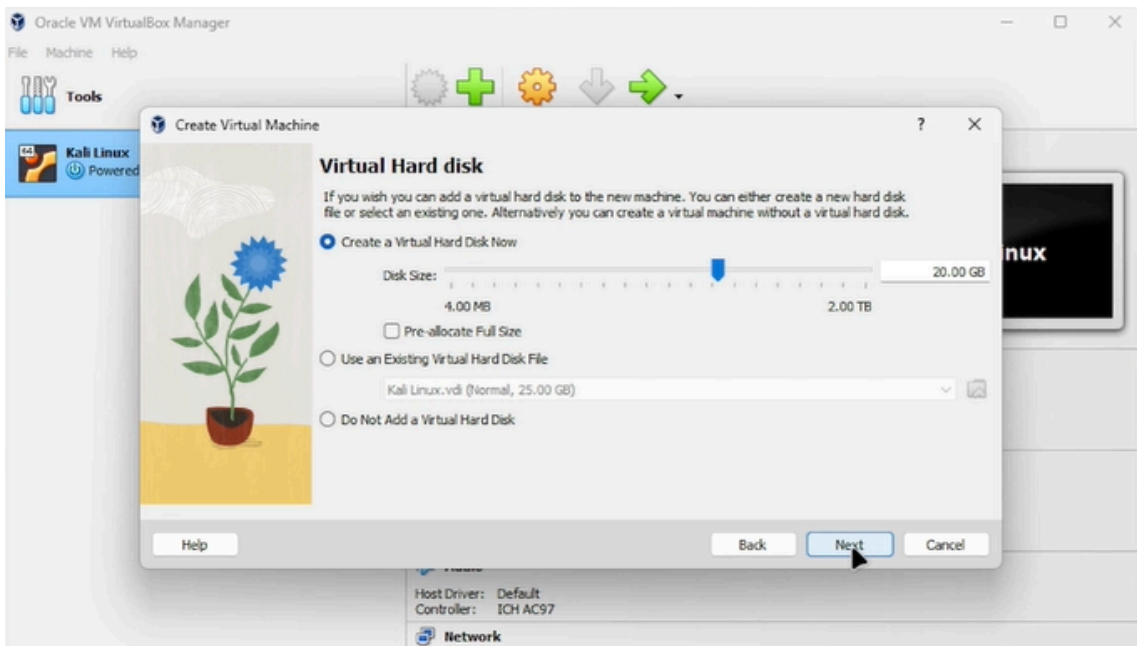 Oracle VM VirtualBox Manager
File Machine Help
Tools
Create Virtual Machine
?
64
Kali Linux
Powered
Virtual Hard disk
If you wish you can add a virtual hard disk to the new machine. You can either create a new hard disk
file or select an existing one. Alternatively you can create a virtual machine without a virtual hard disk.
Create a Virtual Hard Disk Now
inux
Disk Size:
20.00 GB
4.00 MB
2.00 TB
Pre-allocate Full Size
Use an Existing Virtual Hard Disk File
Kali Linux.vdi (Normal, 25.00 GB)
Do Not Add a Virtual Hard Disk
Help
Back
Next
Cancel
Host Driver: Default
Controller: ICH AC97
Network